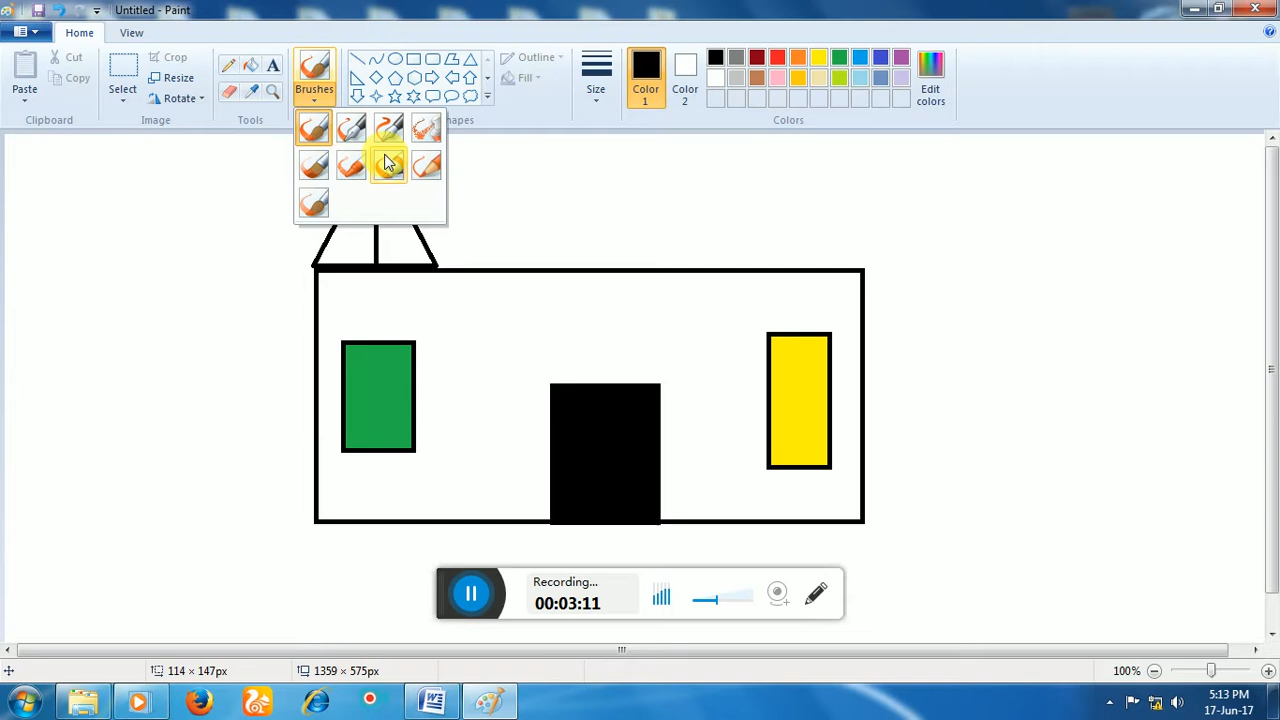 Untitled - Paint
Home
View
Paste
Cut
Copy
Clipboard
Select
Crop
Resize
Rotate
Image
Tools
Brushes
hapes
Outline
Fill
Size
Color
1
Color
2
Colors
Edit
colors
Recording...
00:03:11
114 × 147px
1359 × 575px
100%
5:13 PM
17-Jun-17